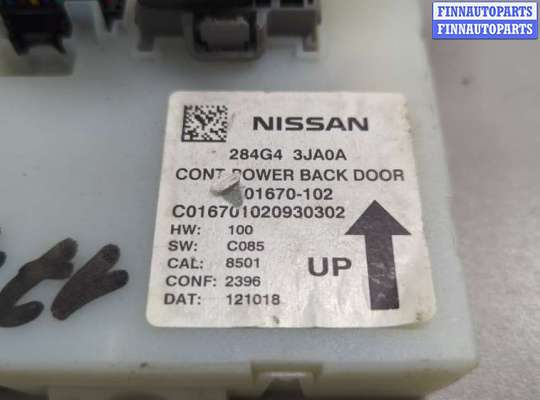 FINNAUTOPARTS
FINNAUTOPARTS
NISSAN
284G4 3JA0A
CONT POWER BACK DOOR
01670-102
C016701020930302
HW: 100
SW: C085
CAL: 8501
CONF: 2396
DAT: 121018
UP